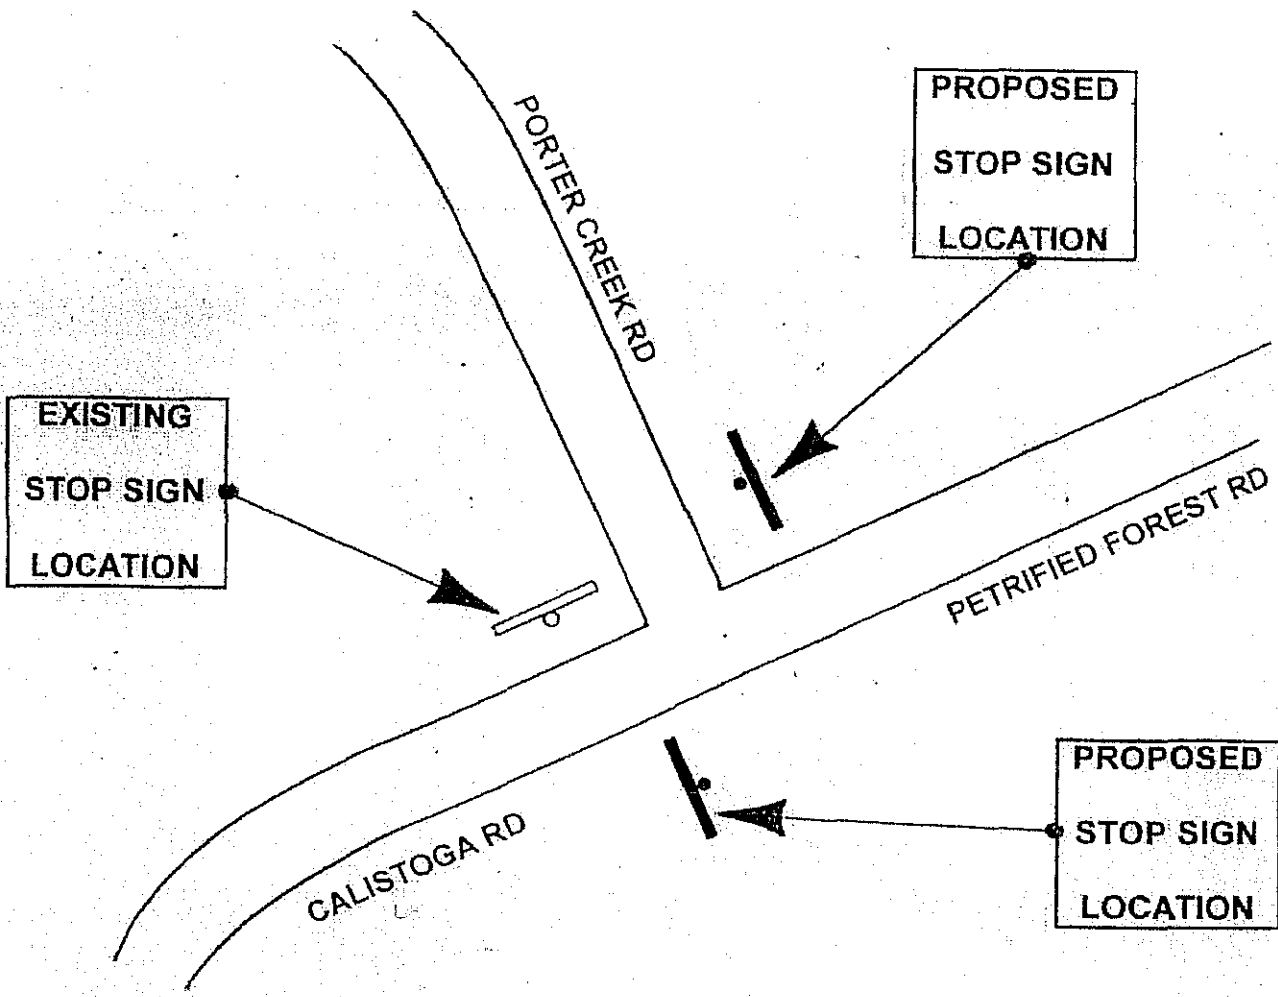 PROPOSED
STOP SIGN
LOCATION
PORTER CREEK RD
EXISTING
STOP SIGN
LOCATION
PETRIFIED FOREST RD
PROPOSED
STOP SIGN
LOCATION
CALISTOGA RD